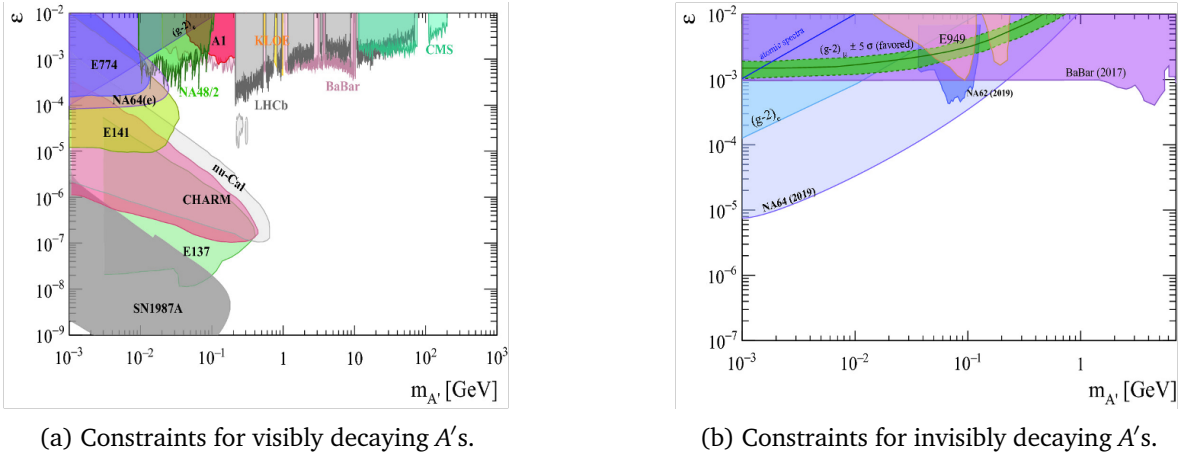 ε
10⁻²
10⁻³
10⁻⁴
10⁻⁵
10⁻⁶
10⁻⁷
10⁻⁸
10⁻⁹
10⁻³ 10⁻² 10⁻¹ 1 10 10² 10³
m_A' [GeV]
E774
(g-2)ₑ
A1
KLOE
CMS
NA48/2
BaBar
LHCb
NA64(e)
E141
nu-Cal
CHARM
E137
SN1987A
(a) Constraints for visibly decaying A′s.
ε
10⁻²
10⁻³
10⁻⁴
10⁻⁵
10⁻⁶
10⁻⁷
10⁻³ 10⁻² 10⁻¹ 1
m_A' [GeV]
atomic spectra
(g-2)_μ ± 5 σ (favored)
E949
BaBar (2017)
NA62 (2019)
(g-2)ₑ
NA64 (2019)
(b) Constraints for invisibly decaying A′s.